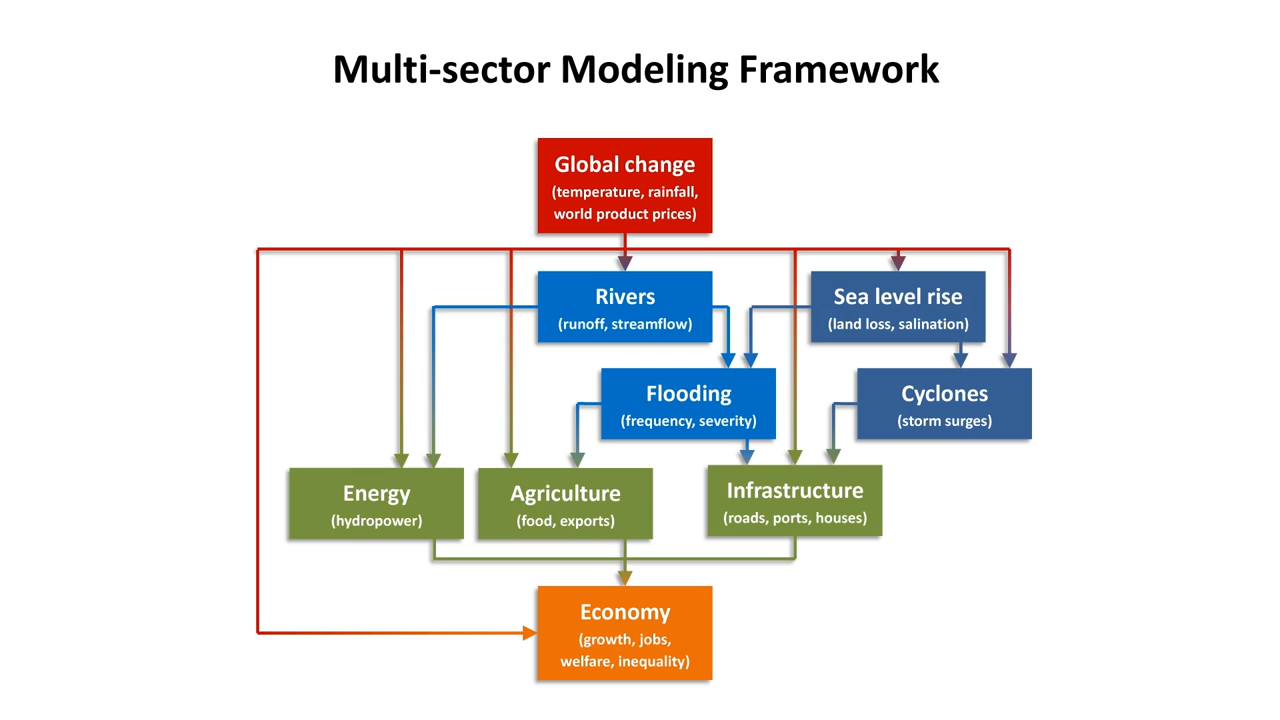 Multi-sector Modeling Framework
Global change
(temperature, rainfall,
world product prices)
Rivers
(runoff, streamflow)
Sea level rise
(land loss, salination)
Flooding
(frequency, severity)
Cyclones
(storm surges)
Energy
(hydropower)
Agriculture
(food, exports)
Infrastructure
(roads, ports, houses)
Economy
(growth, jobs,
welfare, inequality)